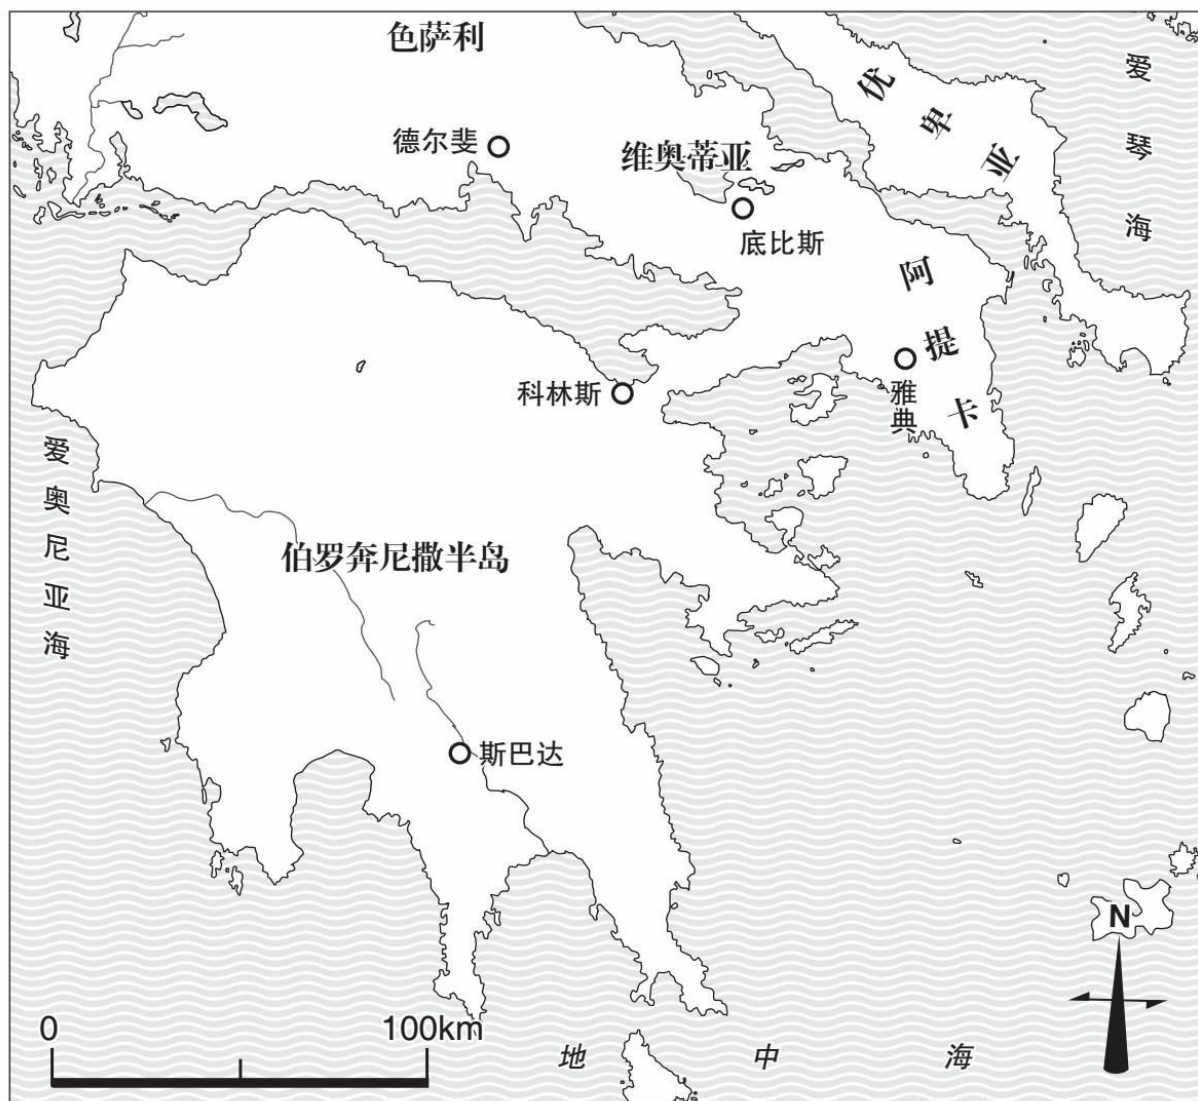 色萨利
优卑亚
爱琴海
德尔斐
维奥蒂亚
底比斯
阿提卡
雅典
科林斯
爱奥尼亚海
伯罗奔尼撒半岛
斯巴达
N
0 100km
地中海